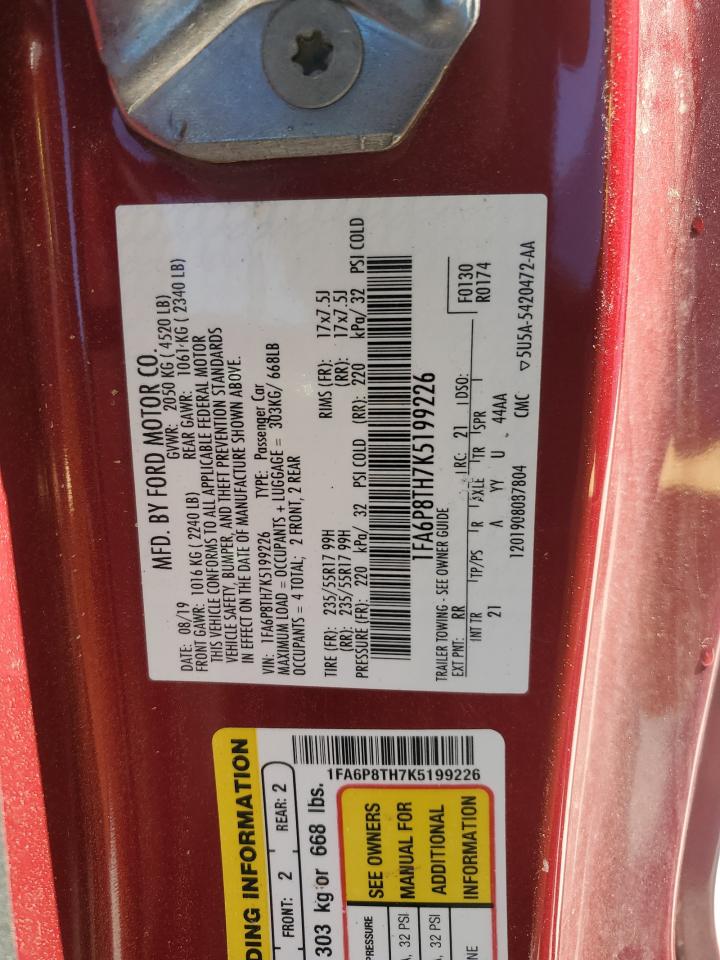 MFD. BY FORD MOTOR CO.
DATE: 08/19 GVWR: 2050 KG ( 4520 LB)
FRONT GAWR: 1016 KG ( 2240 LB) REAR GAWR: 1061 KG ( 2340 LB)
THIS VEHICLE CONFORMS TO ALL APPLICABLE FEDERAL MOTOR
VEHICLE SAFETY, BUMPER, AND THEFT PREVENTION STANDARDS
IN EFFECT ON THE DATE OF MANUFACTURE SHOWN ABOVE.
VIN: 1FA6P8TH7K5199226 TYPE: Passenger Car
MAXIMUM LOAD = OCCUPANTS + LUGGAGE = 303KG/ 668LB
OCCUPANTS = 4 TOTAL; 2 FRONT, 2 REAR
TIRE (FR): 235/55R17 99H RIMS (FR): 17x7.5J
(RR): 235/55R17 99H (RR): 17x7.5J
PRESSURE (FR): 220 kPa/ 32 PSI COLD (RR): 220 kPa/ 32 PSI COLD
1FA6P8TH7K5199226
TRAILER TOWING - SEE OWNER GUIDE F0130
EXT PNT: RR RC: 21 DSO: R0174
INT TR TP/PS R AXLE TR SPR
21 A YY U 44AA
1201908087804 CMC ▽5U5A-5420472-AA
1FA6P8TH7K5199226
DING INFORMATION
FRONT: 2 REAR: 2
303 kg or 668 lbs.
PRESSURE SEE OWNERS
A, 32 PSI MANUAL FOR
A, 32 PSI ADDITIONAL
NE INFORMATION